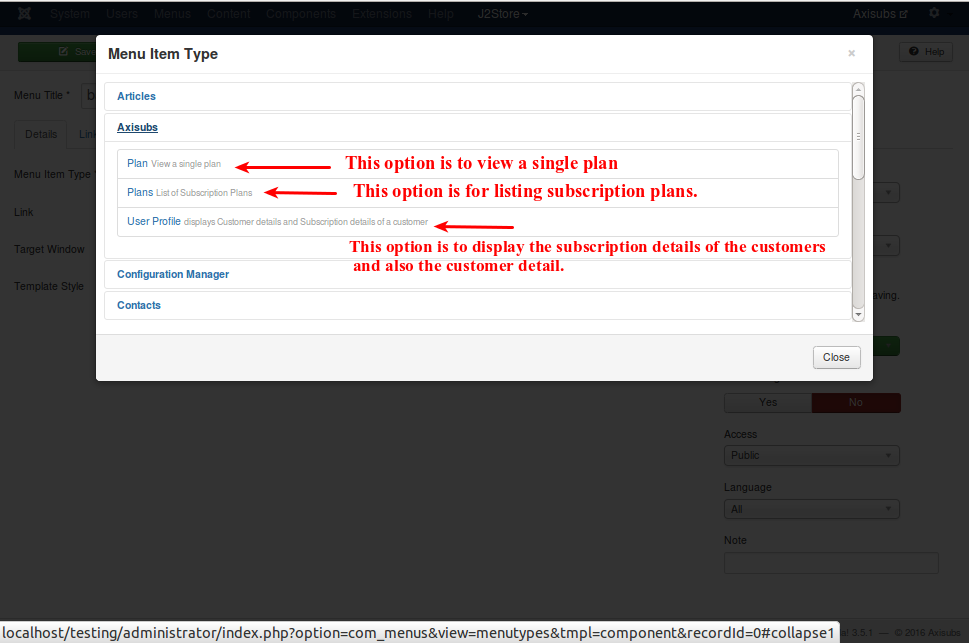 System Users Menus Content Components Extensions Help J2Store Axisubs
Save
Help
Menu Item Type ×
Menu Title *
Articles
Details
Axisubs
Plan View a single plan
This option is to view a single plan
Menu Item Type
Plans List of Subscription Plans
This option is for listing subscription plans.
Link
User Profile displays Customer details and Subscription details of a customer
Target Window
This option is to display the subscription details of the customers
and also the customer detail.
Configuration Manager
Template Style
Contacts
Close
Yes No
Access
Public
Language
All
Note
3.5.1 — © 2016 Axisubs
localhost/testing/administrator/index.php?option=com_menus&view=menutypes&tmpl=component&recordId=0#collapse1